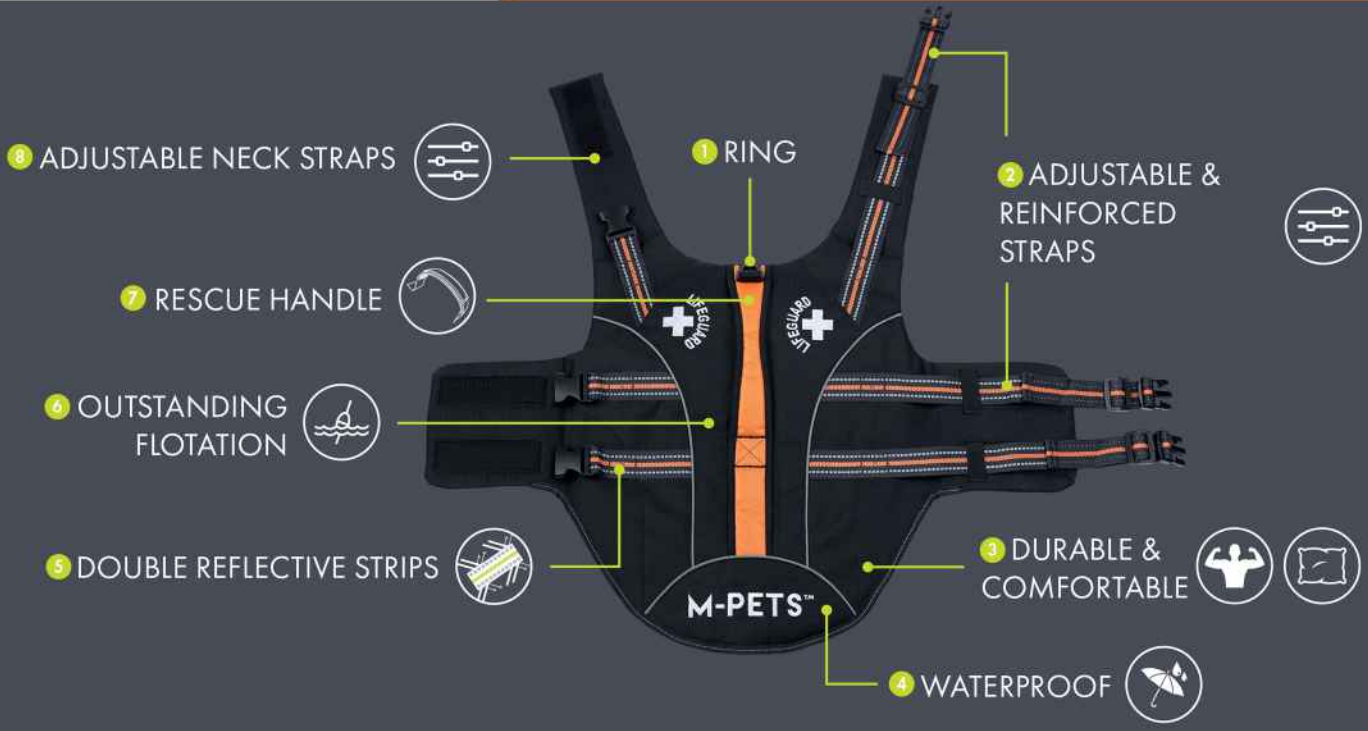 8 ADJUSTABLE NECK STRAPS
1 RING
2 ADJUSTABLE &
REINFORCED
STRAPS
7 RESCUE HANDLE
LIFEGUARD
LIFEGUARD
6 OUTSTANDING
FLOTATION
5 DOUBLE REFLECTIVE STRIPS
3 DURABLE &
COMFORTABLE
M-PETS™
4 WATERPROOF